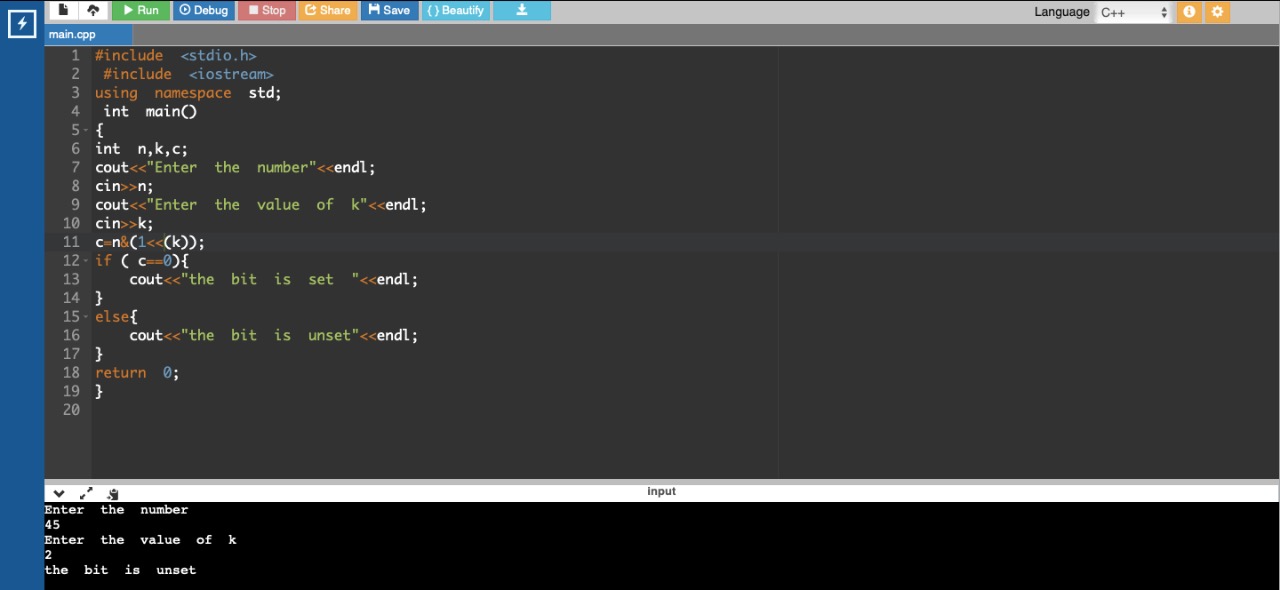 Run Debug Stop Share Save { } Beautify Language C++
main.cpp
1 #include <stdio.h>
2 #include <iostream>
3 using namespace std;
4 int main()
5 {
6 int n,k,c;
7 cout<<"Enter the number"<<endl;
8 cin>>n;
9 cout<<"Enter the value of k"<<endl;
10 cin>>k;
11 c=n&(1<<(k));
12 if ( c==0){
13 cout<<"the bit is set "<<endl;
14 }
15 else{
16 cout<<"the bit is unset"<<endl;
17 }
18 return 0;
19 }
20
input
Enter the number
45
Enter the value of k
2
the bit is unset